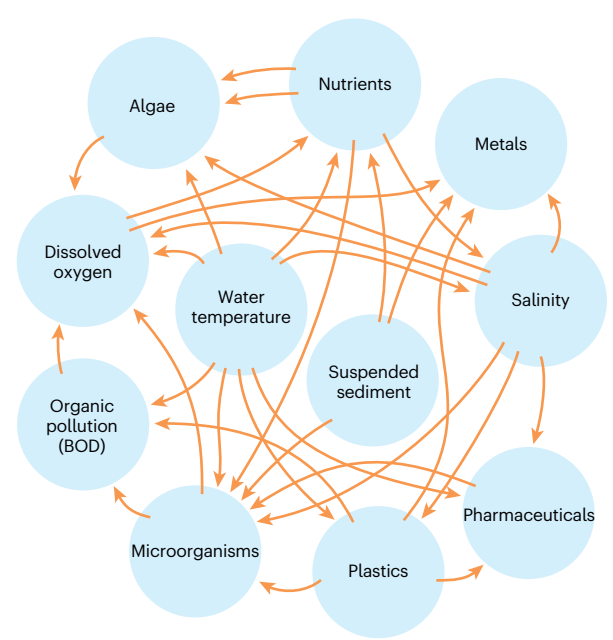 Nutrients
Algae
Metals
Dissolved
oxygen
Water
temperature
Salinity
Suspended
sediment
Organic
pollution
(BOD)
Pharmaceuticals
Microorganisms
Plastics